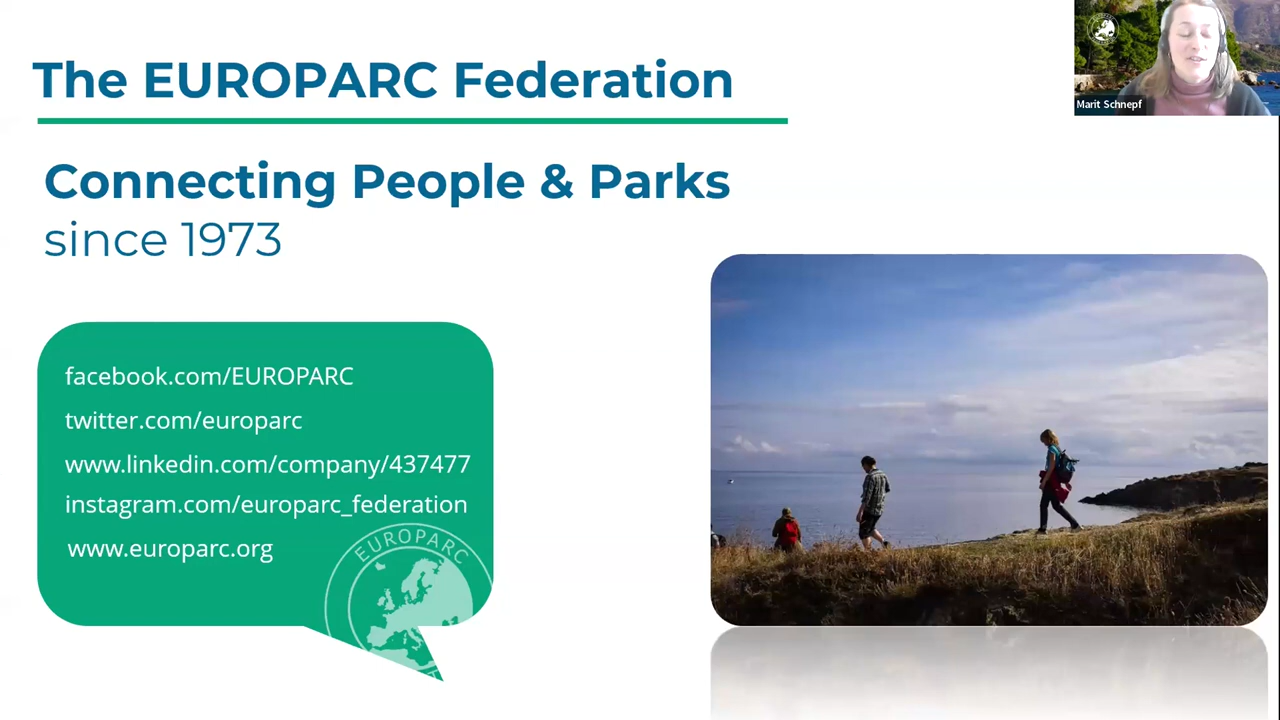 The EUROPARC Federation
Marit Schnepf
Connecting People & Parks
since 1973
facebook.com/EUROPARC
twitter.com/europarc
www.linkedin.com/company/437477
instagram.com/europarc_federation
www.europarc.org
EUROPARC